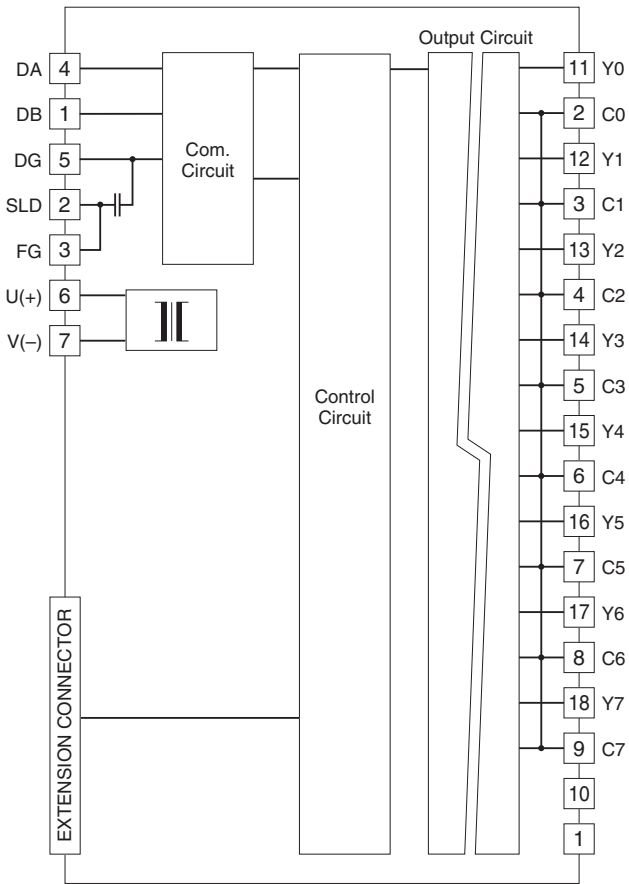 Output Circuit
DA 4
DB 1
DG 5
SLD 2
FG 3
U(+) 6
V(–) 7
Com.
Circuit
Control
Circuit
EXTENSION CONNECTOR
11 Y0
2 C0
12 Y1
3 C1
13 Y2
4 C2
14 Y3
5 C3
15 Y4
6 C4
16 Y5
7 C5
17 Y6
8 C6
18 Y7
9 C7
10
1